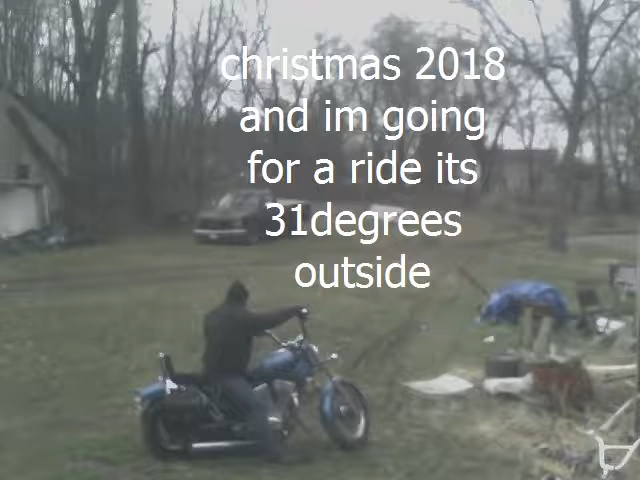 christmas 2018
and im going
for a ride its
31degrees
outside